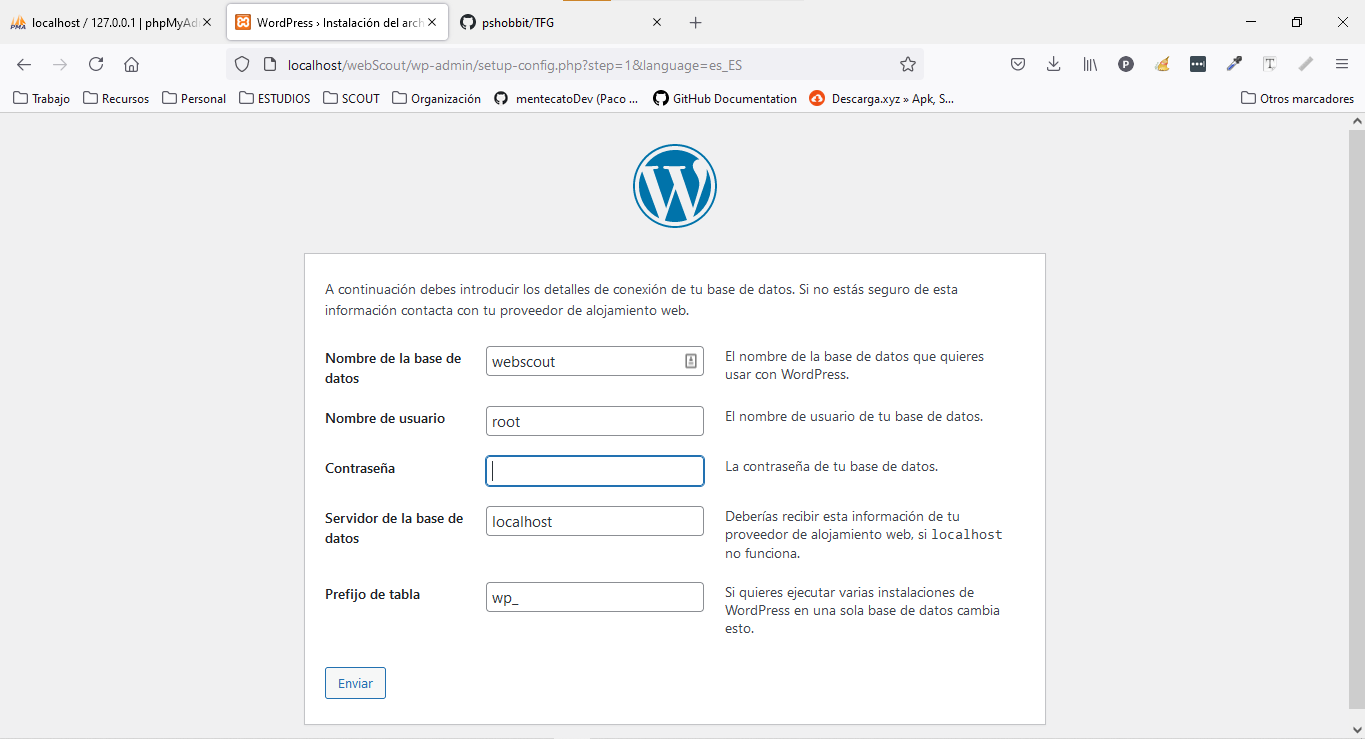 localhost / 127.0.0.1 | phpMyAd
WordPress › Instalación del arch
pshobbit/TFG
localhost/webScout/wp-admin/setup-config.php?step=1&language=es_ES
Trabajo
Recursos
Personal
ESTUDIOS
SCOUT
Organización
mentecatoDev (Paco ...
GitHub Documentation
Descarga.xyz » Apk, S...
Otros marcadores
A continuación debes introducir los detalles de conexión de tu base de datos. Si no estás seguro de esta
información contacta con tu proveedor de alojamiento web.
Nombre de la base de
datos
webscout
El nombre de la base de datos que quieres
usar con WordPress.
Nombre de usuario
root
El nombre de usuario de tu base de datos.
Contraseña
La contraseña de tu base de datos.
Servidor de la base de
datos
localhost
Deberías recibir esta información de tu
proveedor de alojamiento web, si localhost
no funciona.
Prefijo de tabla
wp_
Si quieres ejecutar varias instalaciones de
WordPress en una sola base de datos cambia
esto.
Enviar